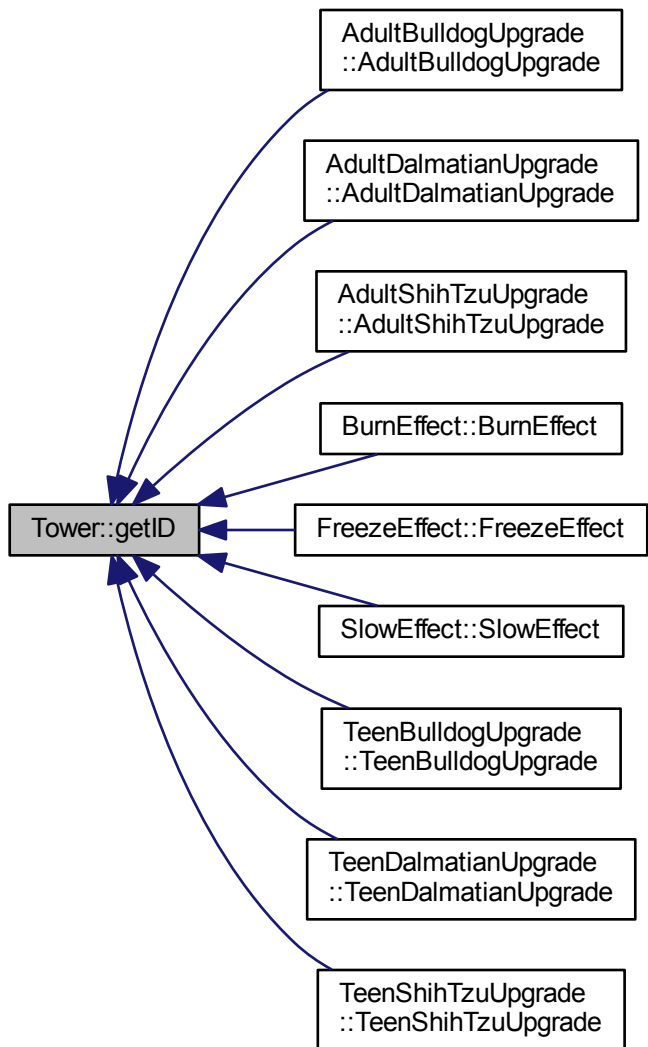 AdultBulldogUpgrade
::AdultBulldogUpgrade
AdultDalmatianUpgrade
::AdultDalmatianUpgrade
AdultShihTzuUpgrade
::AdultShihTzuUpgrade
BurnEffect::BurnEffect
Tower::getID
FreezeEffect::FreezeEffect
SlowEffect::SlowEffect
TeenBulldogUpgrade
::TeenBulldogUpgrade
TeenDalmatianUpgrade
::TeenDalmatianUpgrade
TeenShihTzuUpgrade
::TeenShihTzuUpgrade